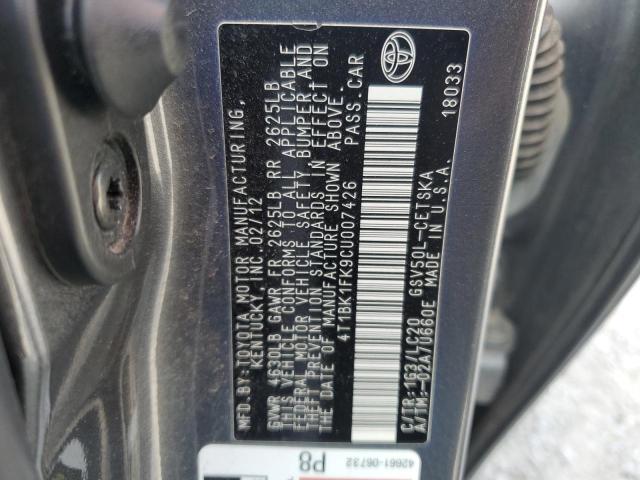 MFD.BY:TOYOTA MOTOR MANUFACTURING,
KENTUCKY, INC. 02/12
GVWR 4630LB GAWR FR 2625LB RR 2625LB
THIS VEHICLE CONFORMS TO ALL APPLICABLE
FEDERAL MOTOR VEHICLE SAFETY BUMPER AND
THEFT PREVENTION STANDARDS IN EFFECT ON
THE DATE OF MANUFACTURE SHOWN ABOVE.
4T1BK1FK9CU007426 PASS.CAR
C/TR:1G3/LC20 GSV50L-CETSKA
A/TM:-02A/U660E MADE IN U.S.A.
18033
42661-06732
P8